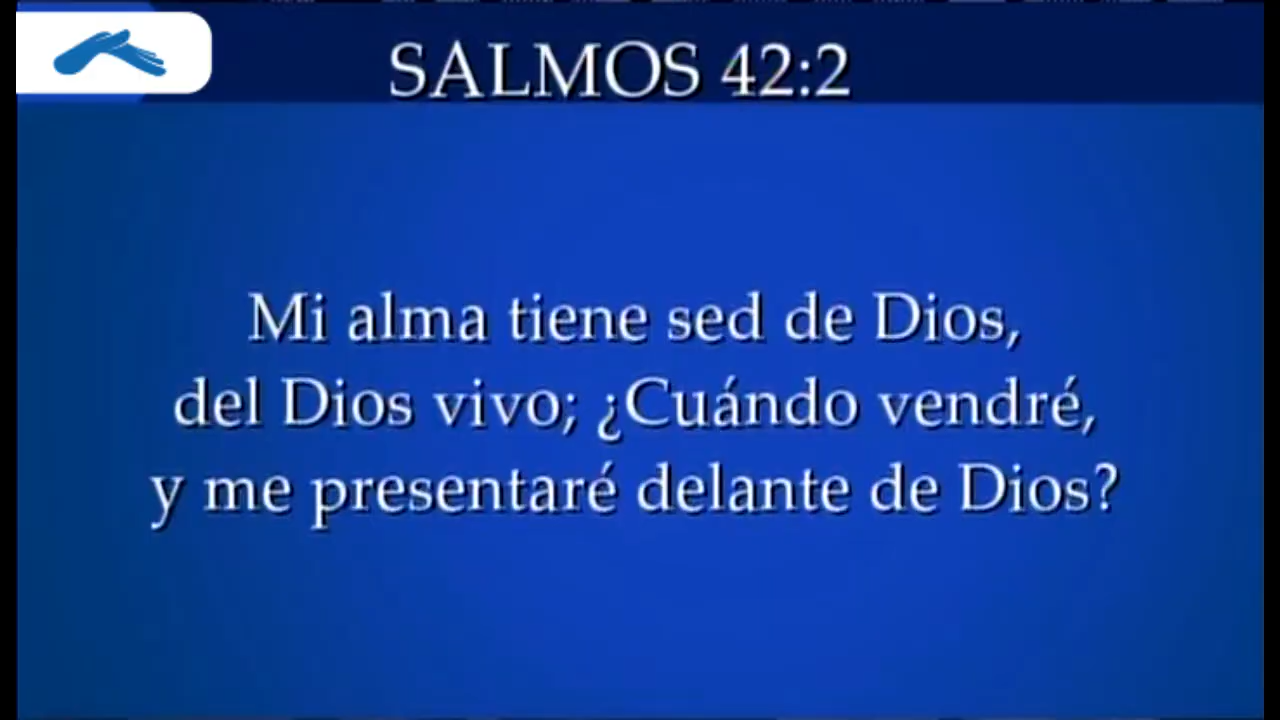 SALMOS 42:2
Mi alma tiene sed de Dios,
del Dios vivo; ¿Cuándo vendré,
y me presentaré delante de Dios?